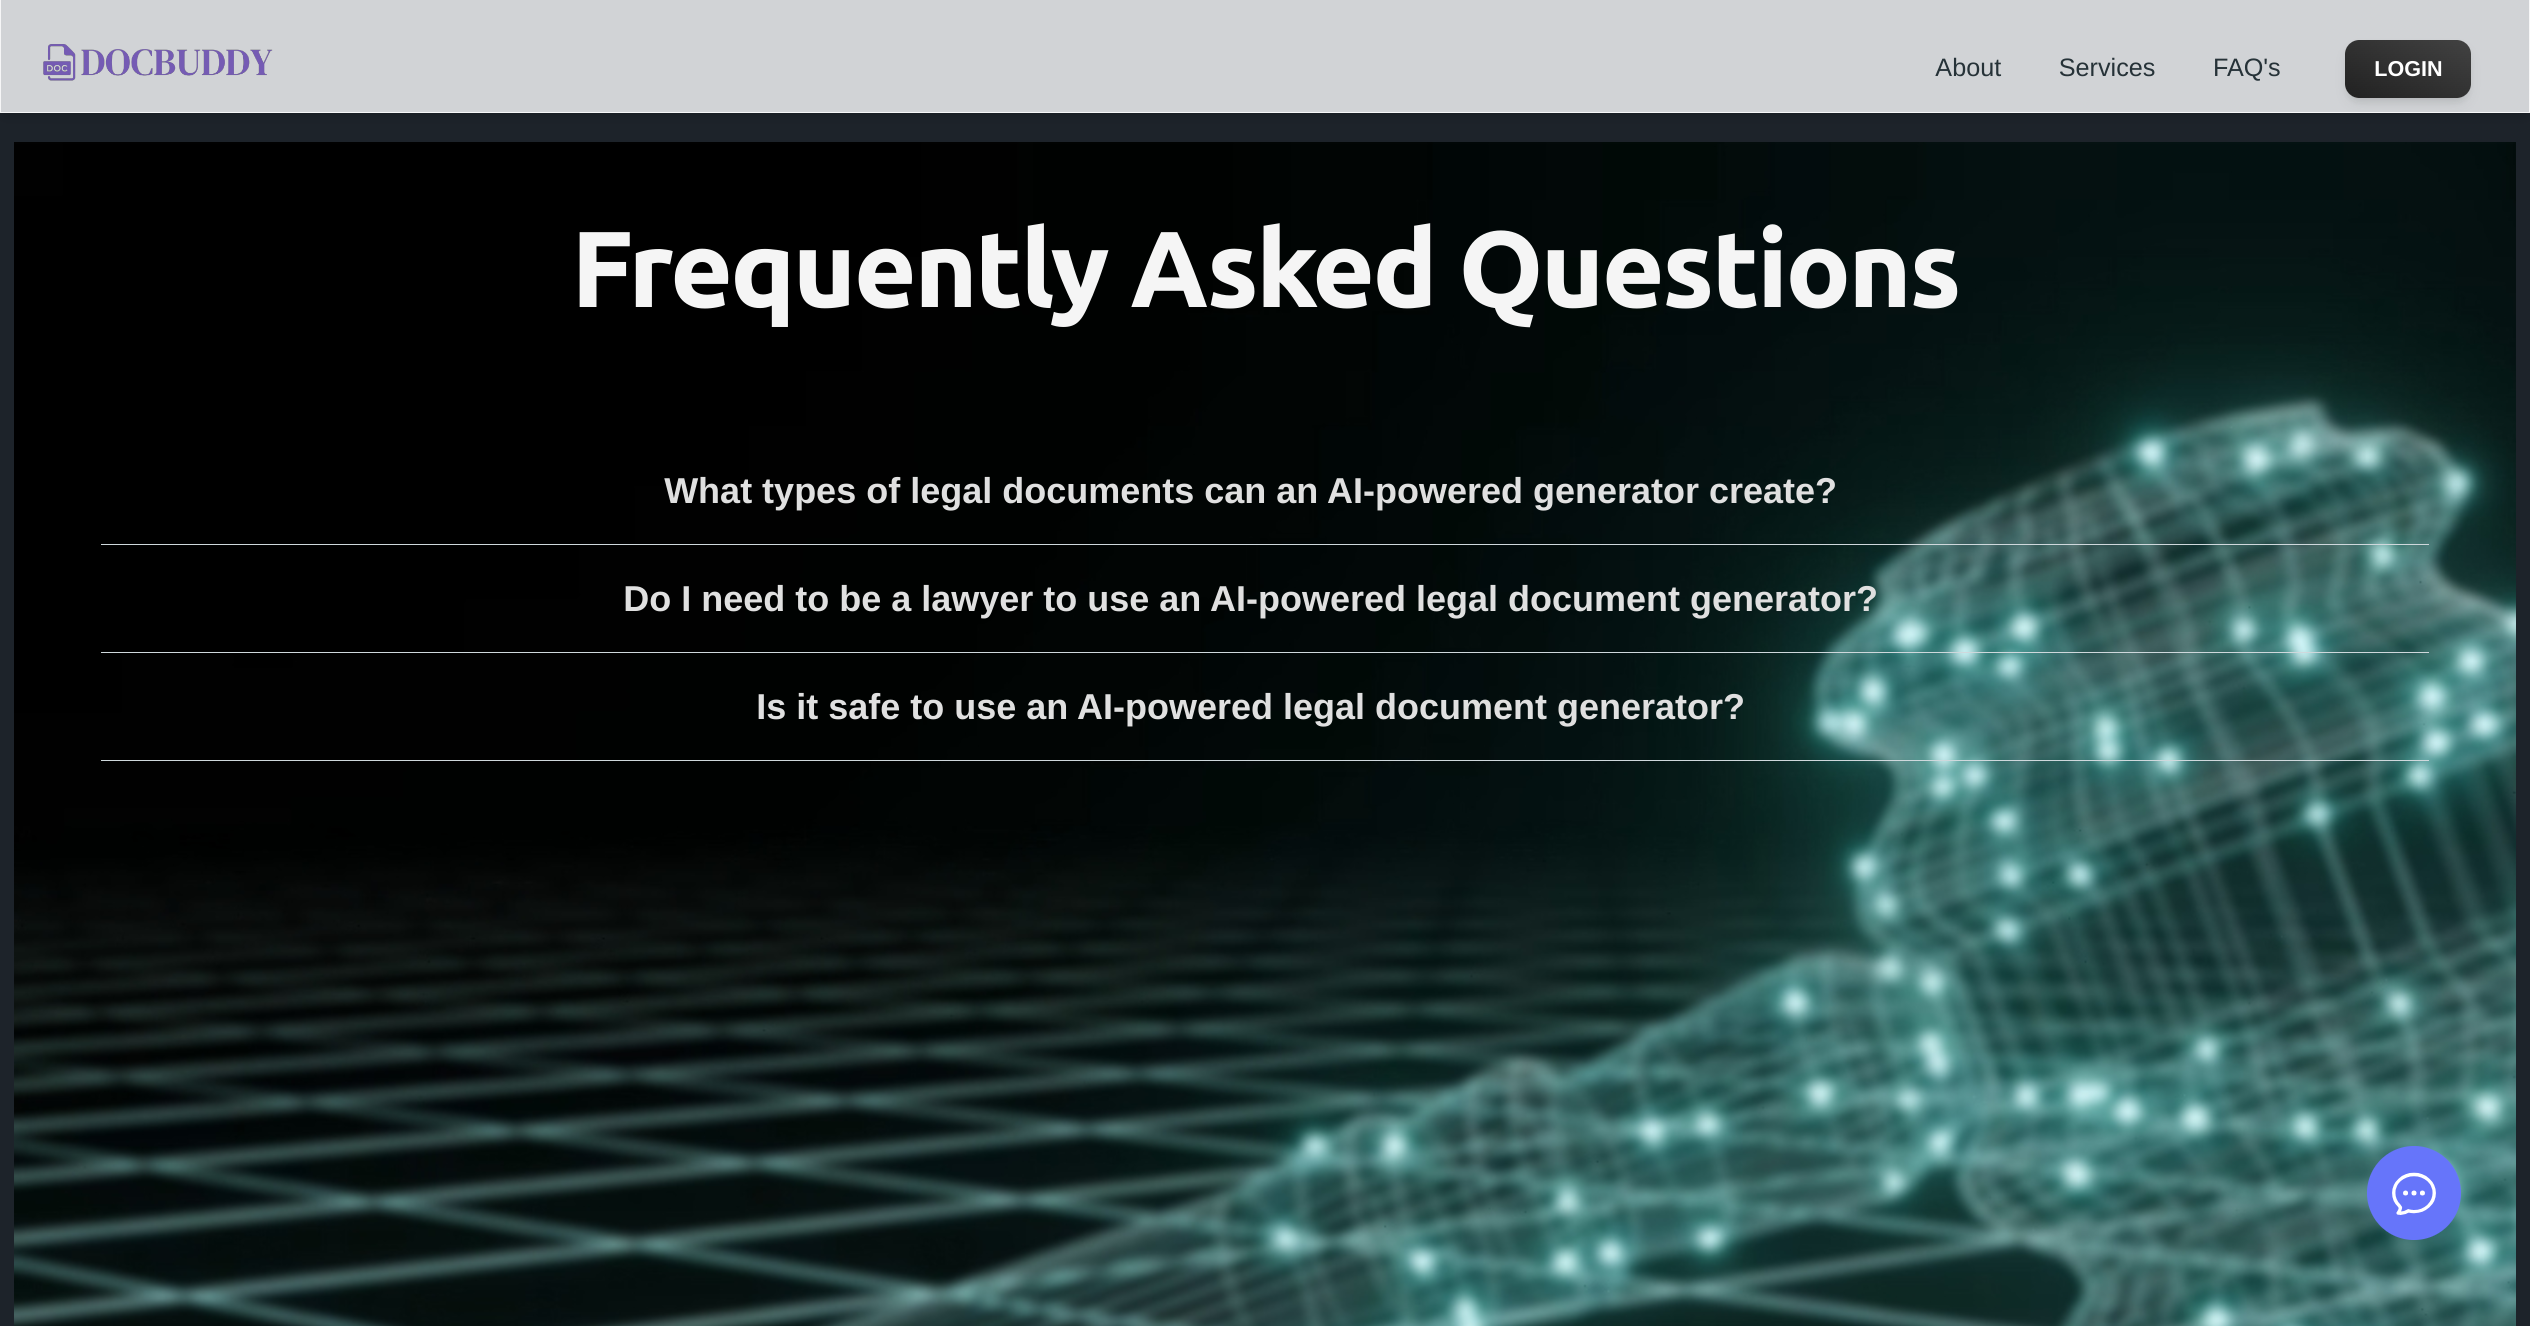 DOC DOCBUDDY
About Services FAQ's LOGIN
Frequently Asked Questions
What types of legal documents can an AI-powered generator create?
Do I need to be a lawyer to use an AI-powered legal document generator?
Is it safe to use an AI-powered legal document generator?